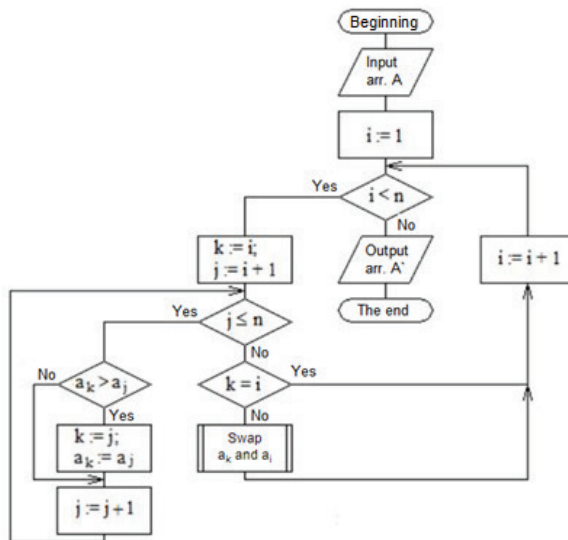 Beginning
Input
arr. A
i := 1
Yes
i < n
No
k := i;
j := i + 1
Output
arr. A`
i := i + 1
The end
Yes
j ≤ n
No
No
a_k > a_j
k = i
Yes
Yes
No
k := j;
a_k := a_j
Swap
a_k and a_i
j := j + 1